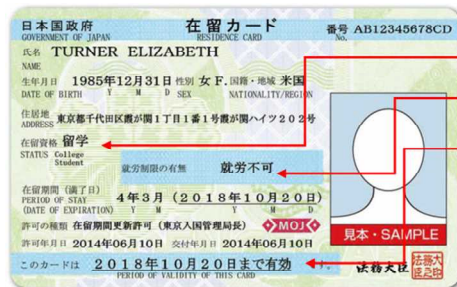 日本国政府 在留カード 番号 AB12345678CD
GOVERNMENT OF JAPAN RESIDENCE CARD No.
氏名 TURNER ELIZABETH
NAME
生年月日 1985年12月31日 性別 女 F. 国籍・地域 米国
DATE OF BIRTH Y M D SEX NATIONALITY/REGION
住居地 東京都千代田区霞が関1丁目1番1号霞が関ハイツ202号
ADDRESS
在留資格 留学
STATUS College Student
就労制限の有無 就労不可
在留期間(満了日) 4年3月(2018年10月20日)
PERIOD OF STAY
(DATE OF EXPIRATION) Y M Y M D
許可の種類 在留期間更新許可(東京入国管理局長) MOJ
見本・SAMPLE
許可年月日 2014年06月10日 交付年月日 2014年06月10日
このカードは 2018年10月20日まで有効 です。
PERIOD OF VALIDITY OF THIS CARD
法務大臣